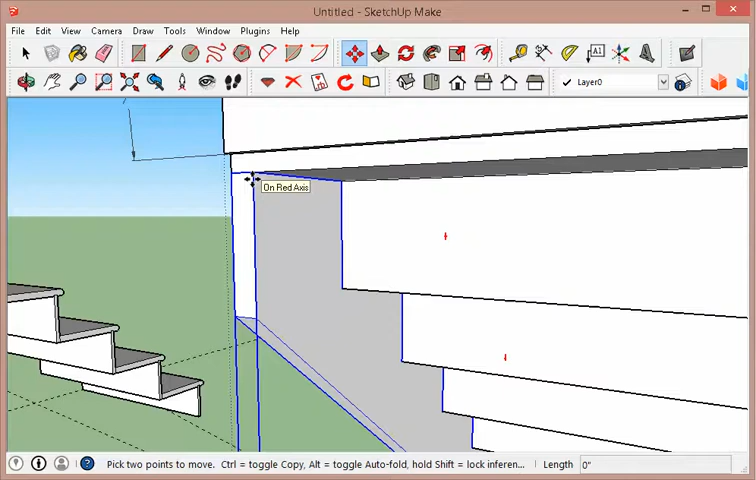 Untitled - SketchUp Make
File Edit View Camera Draw Tools Window Plugins Help
A1
Layer0
On Red Axis
Pick two points to move. Ctrl = toggle Copy, Alt = toggle Auto-fold, hold Shift = lock inferen... Length 0"